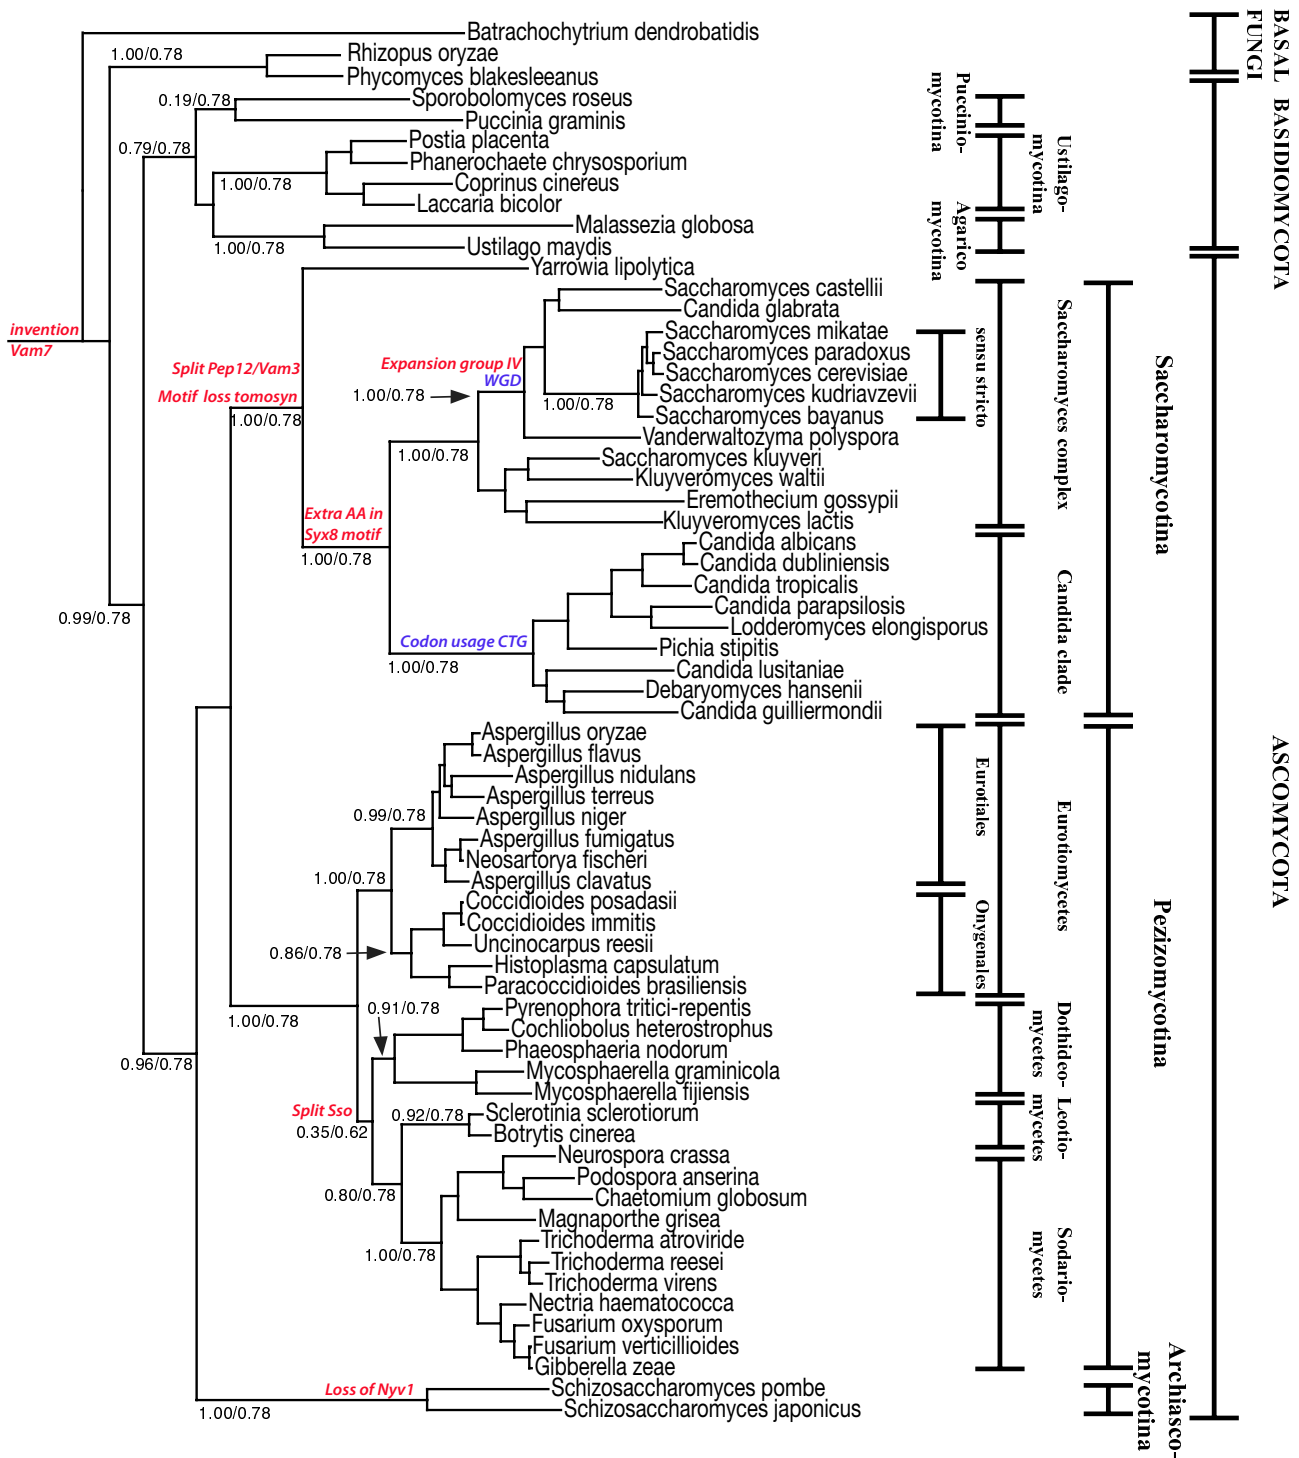 Batrachochytrium dendrobatidis
1.00/0.78
Rhizopus oryzae
Phycomyces blakesleeanus
0.19/0.78
Sporobolomyces roseus
Puccinia graminis
0.79/0.78
Postia placenta
Phanerochaete chrysosporium
1.00/0.78
Coprinus cinereus
Laccaria bicolor
Malassezia globosa
1.00/0.78
Ustilago maydis
Yarrowia lipolytica
invention
Vam7
Split Pep12/Vam3
Motif loss tomosyn
1.00/0.78
Saccharomyces castellii
Candida glabrata
Saccharomyces mikatae
Saccharomyces paradoxus
Saccharomyces cerevisiae
Saccharomyces kudriavzevii
Saccharomyces bayanus
Expansion group IV
WGD
1.00/0.78
1.00/0.78
Vanderwaltozyma polyspora
1.00/0.78
Saccharomyces kluyveri
Kluyveromyces waltii
Eremothecium gossypii
Kluyveromyces lactis
Extra AA in
Syx8 motif
1.00/0.78
Candida albicans
Candida dubliniensis
Candida tropicalis
Candida parapsilosis
Lodderomyces elongisporus
0.99/0.78
Codon usage CTG
1.00/0.78
Pichia stipitis
Candida lusitaniae
Debaryomyces hansenii
Candida guilliermondii
Aspergillus oryzae
Aspergillus flavus
Aspergillus nidulans
Aspergillus terreus
0.99/0.78
Aspergillus niger
Aspergillus fumigatus
Neosartorya fischeri
1.00/0.78
Aspergillus clavatus
Coccidioides posadasii
Coccidioides immitis
Uncinocarpus reesii
0.86/0.78
Histoplasma capsulatum
Paracoccidioides brasiliensis
1.00/0.78
0.91/0.78
Pyrenophora tritici-repentis
Cochliobolus heterostrophus
Phaeosphaeria nodorum
0.96/0.78
Mycosphaerella graminicola
Mycosphaerella fijiensis
Split Sso
0.35/0.62
0.92/0.78
Sclerotinia sclerotiorum
Botrytis cinerea
Neurospora crassa
Podospora anserina
0.80/0.78
Chaetomium globosum
Magnaporthe grisea
1.00/0.78
Trichoderma atroviride
Trichoderma reesei
Trichoderma virens
Nectria haematococca
Fusarium oxysporum
Fusarium verticillioides
Gibberella zeae
Loss of Nyv1
Schizosaccharomyces pombe
1.00/0.78
Schizosaccharomyces japonicus
Puccinio-
mycotina
Ustilago-
mycotina
Agarico
mycotina
sensu stricto
Saccharomyces complex
Candida clade
Saccharomycotina
Eurotiales
Onygenales
Eurotiomycetes
Dothideo-
mycetes
Leotio-
mycetes
Sodario-
mycetes
Pezizomycotina
Archiasco-
mycotina
BASAL
FUNGI
BASIDIOMYCOTA
ASCOMYCOTA